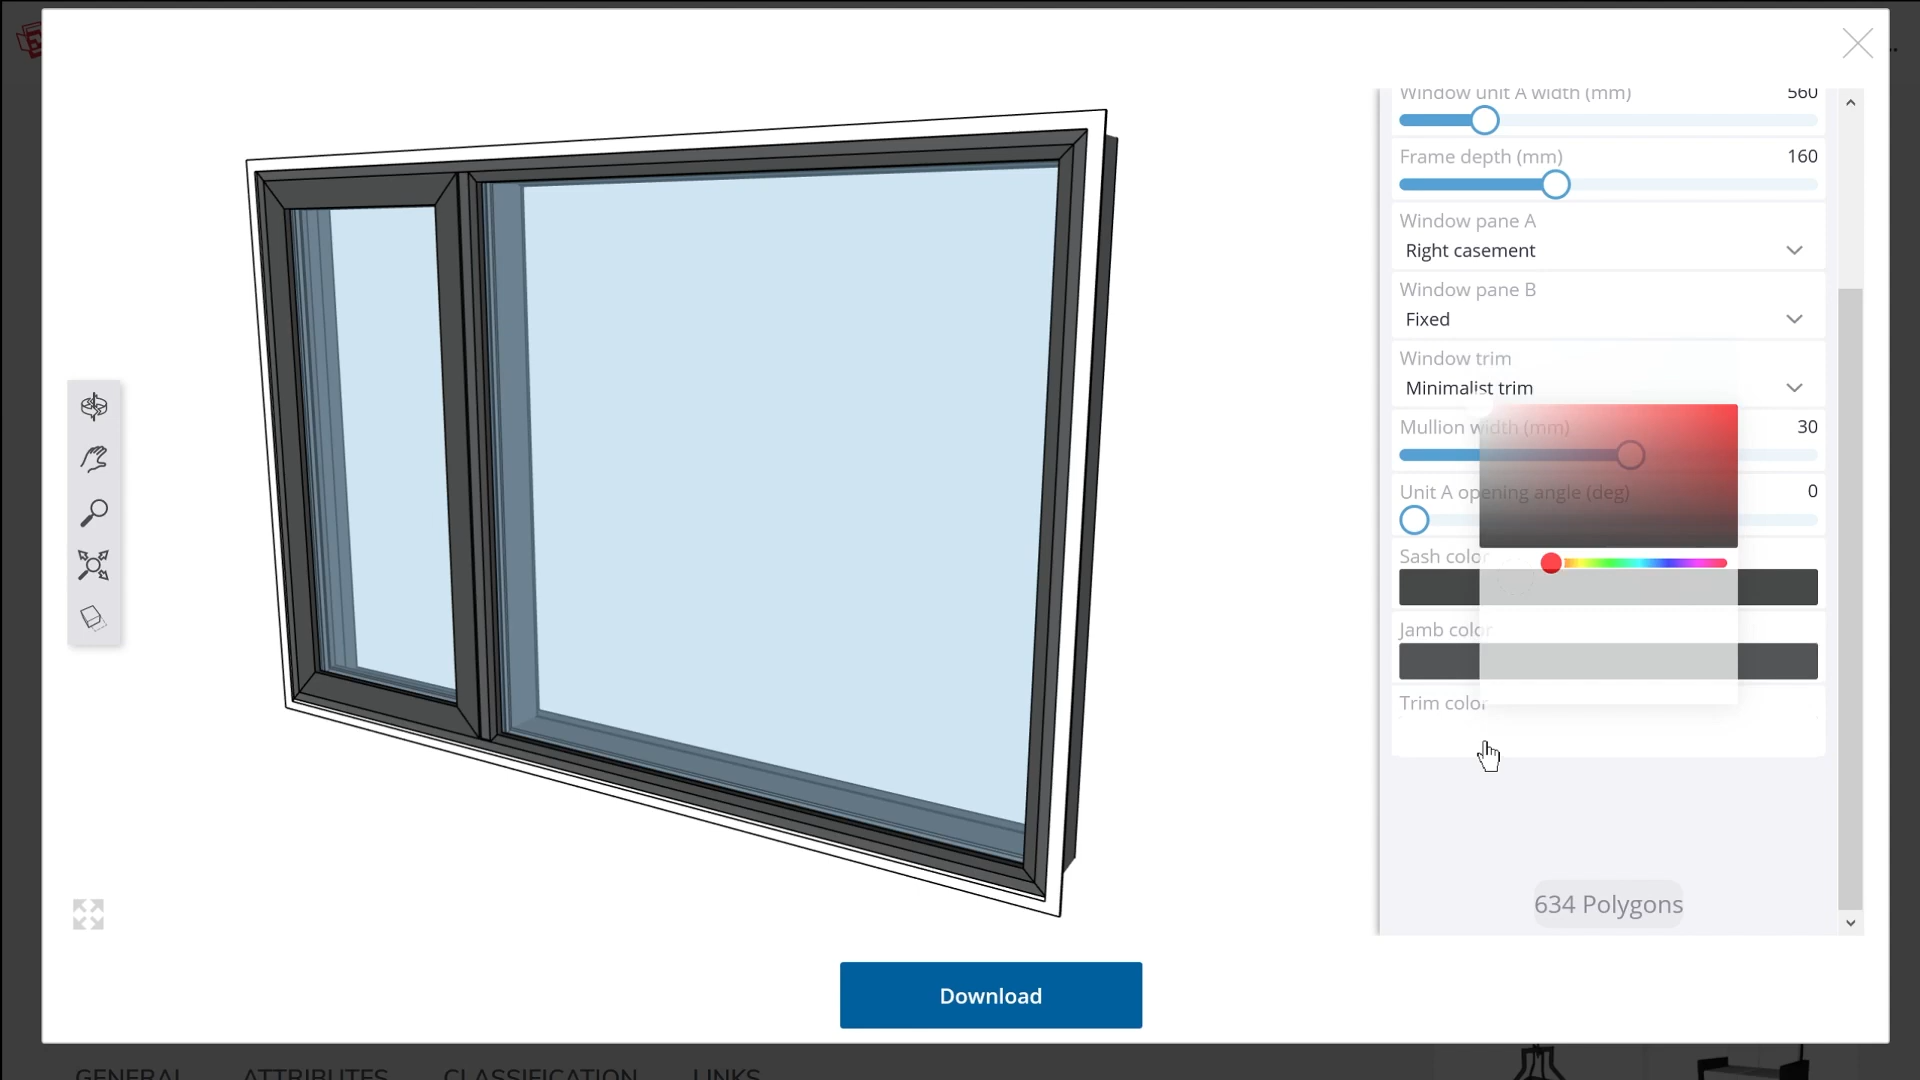 Window unit A width (mm) 560
Frame depth (mm) 160
Window pane A
Right casement
Window pane B
Fixed
Window trim
Minimalist trim
Mullion width (mm) 30
Unit A opening angle (deg) 0
Sash color
Jamb color
Trim color
634 Polygons
Download
GENERAL ATTRIBUTES CLASSIFICATION LINKS